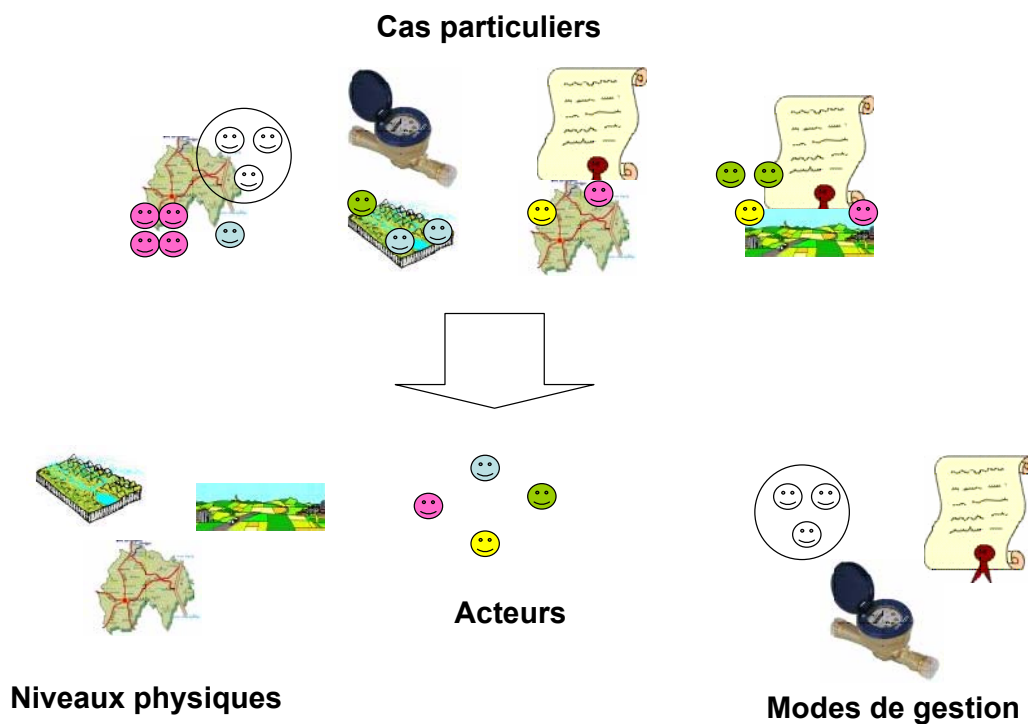 Cas particuliers
Acteurs
Niveaux physiques
Modes de gestion